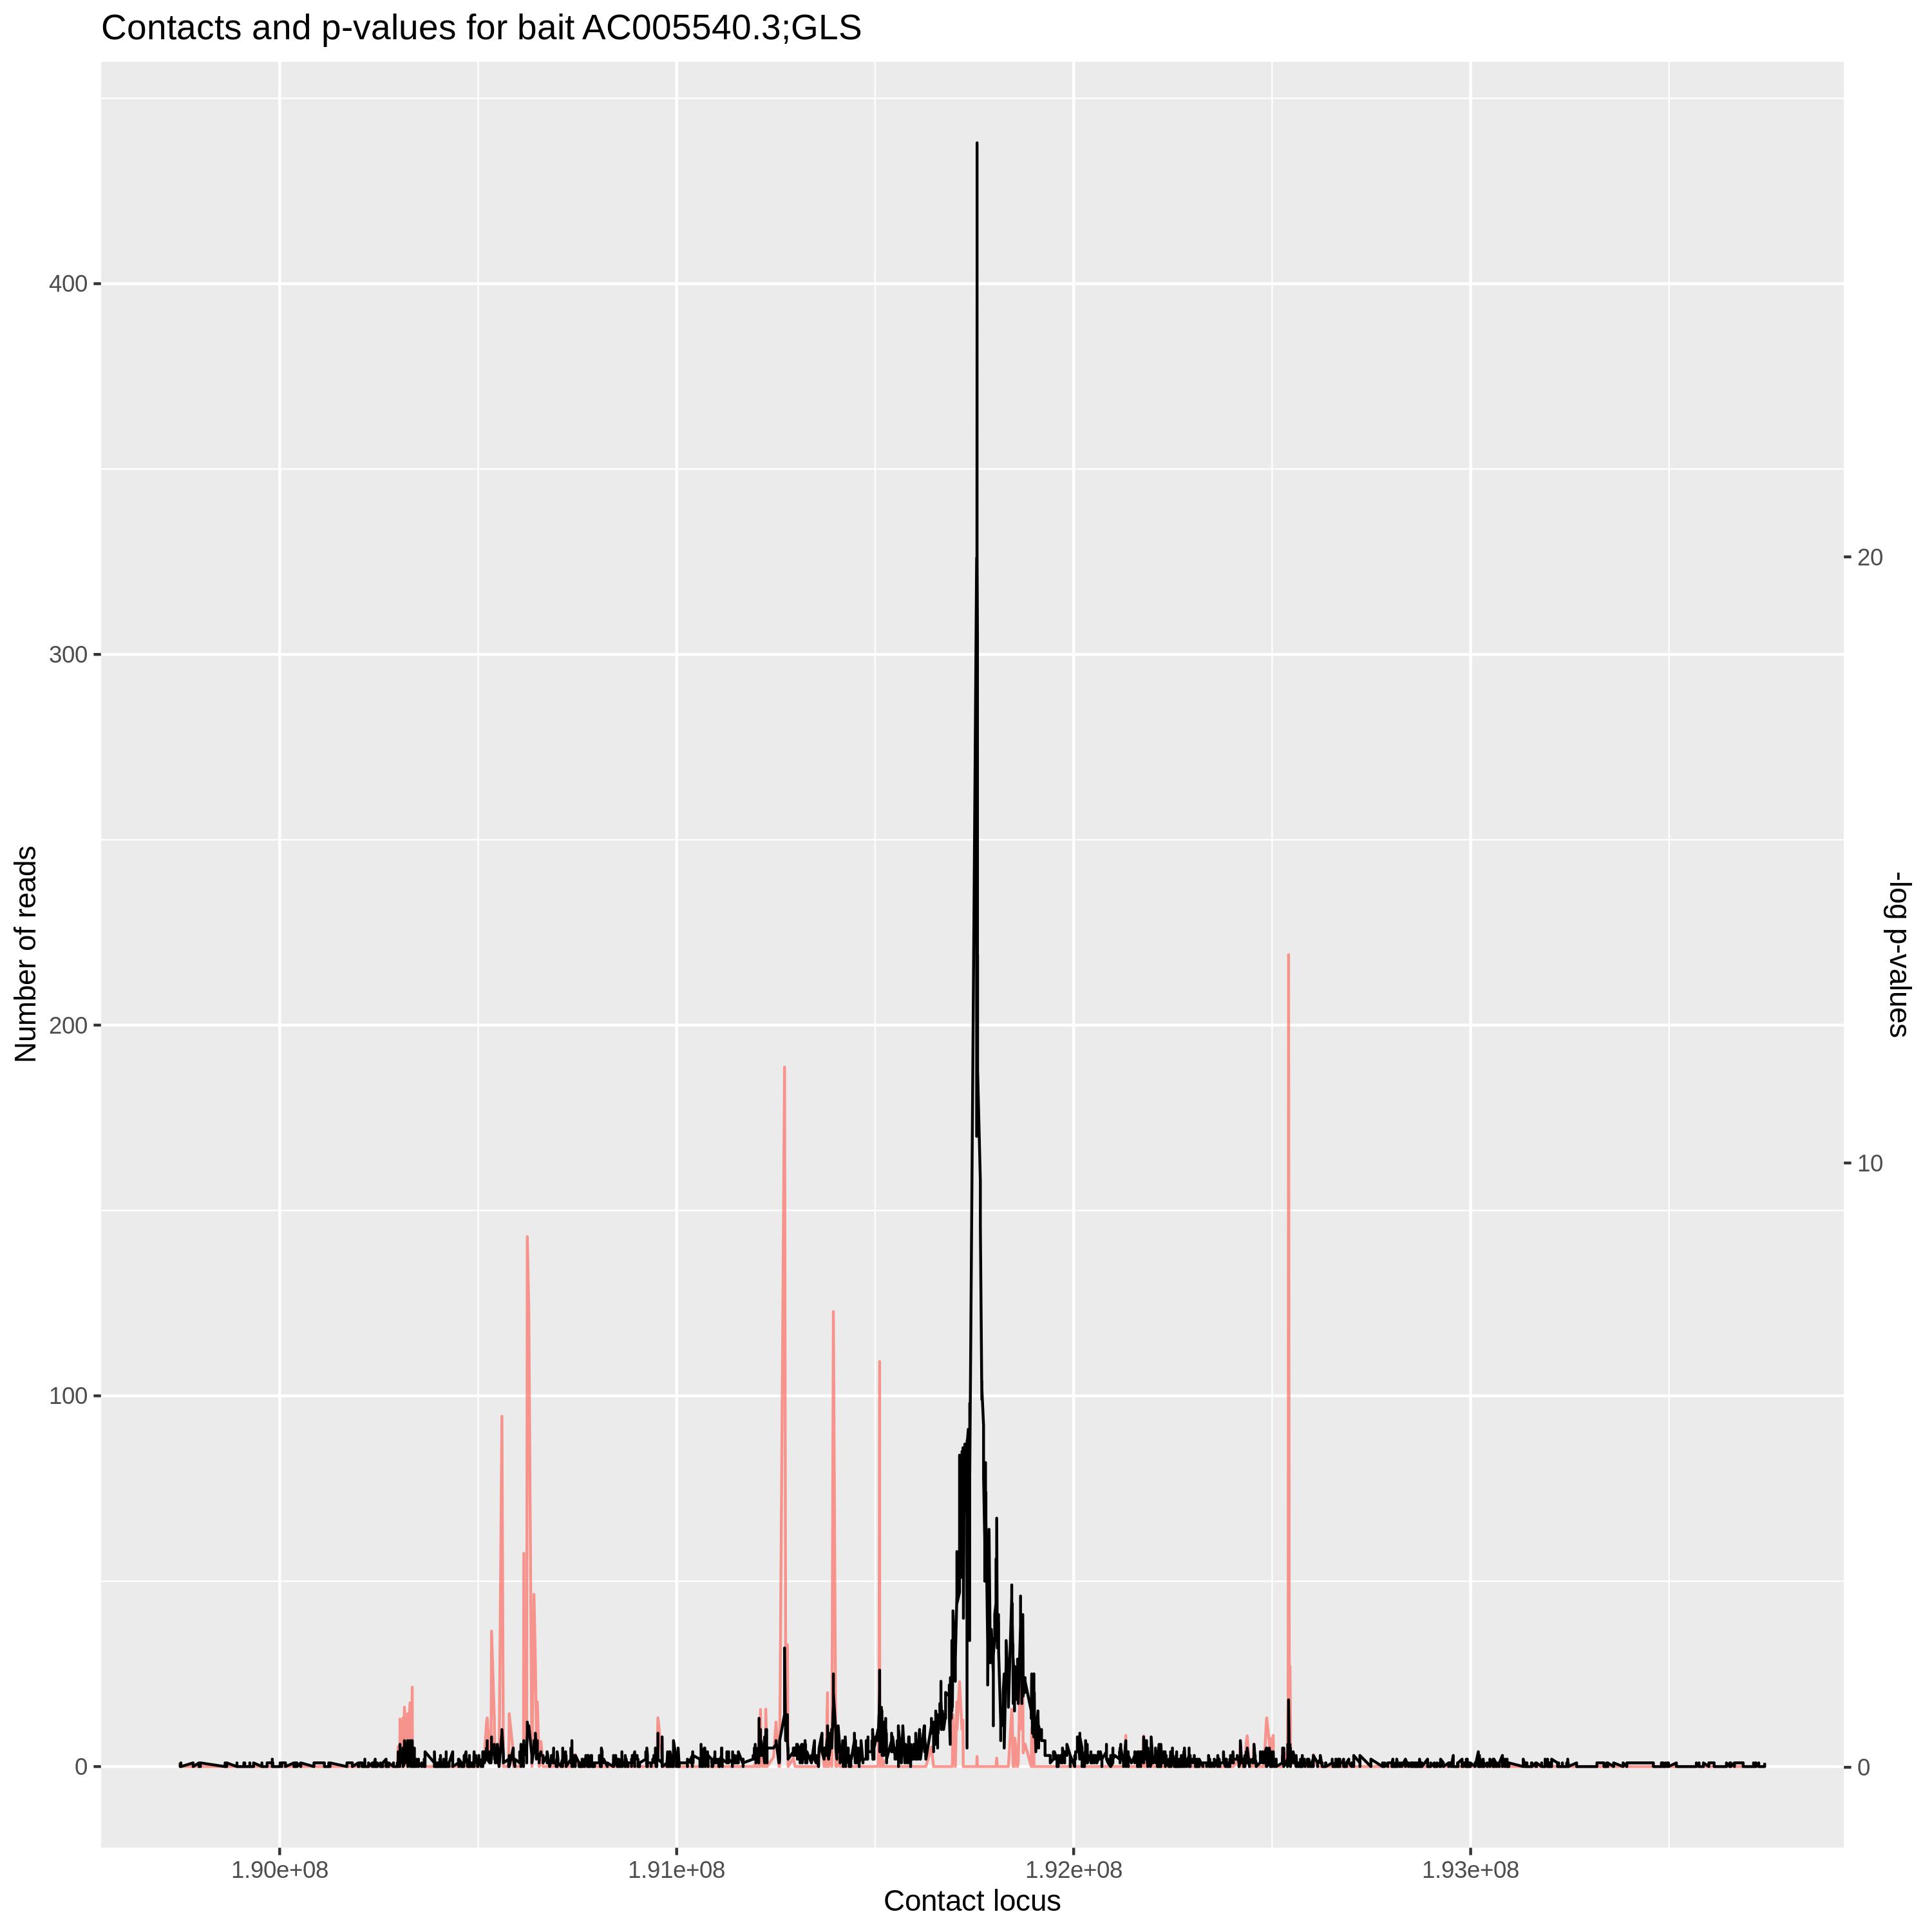 Contacts and p-values for bait AC005540.3;GLS
400
300
200
100
0
Number of reads
20
10
0
-log p-values
1.90e+08
1.91e+08
1.92e+08
1.93e+08
Contact locus